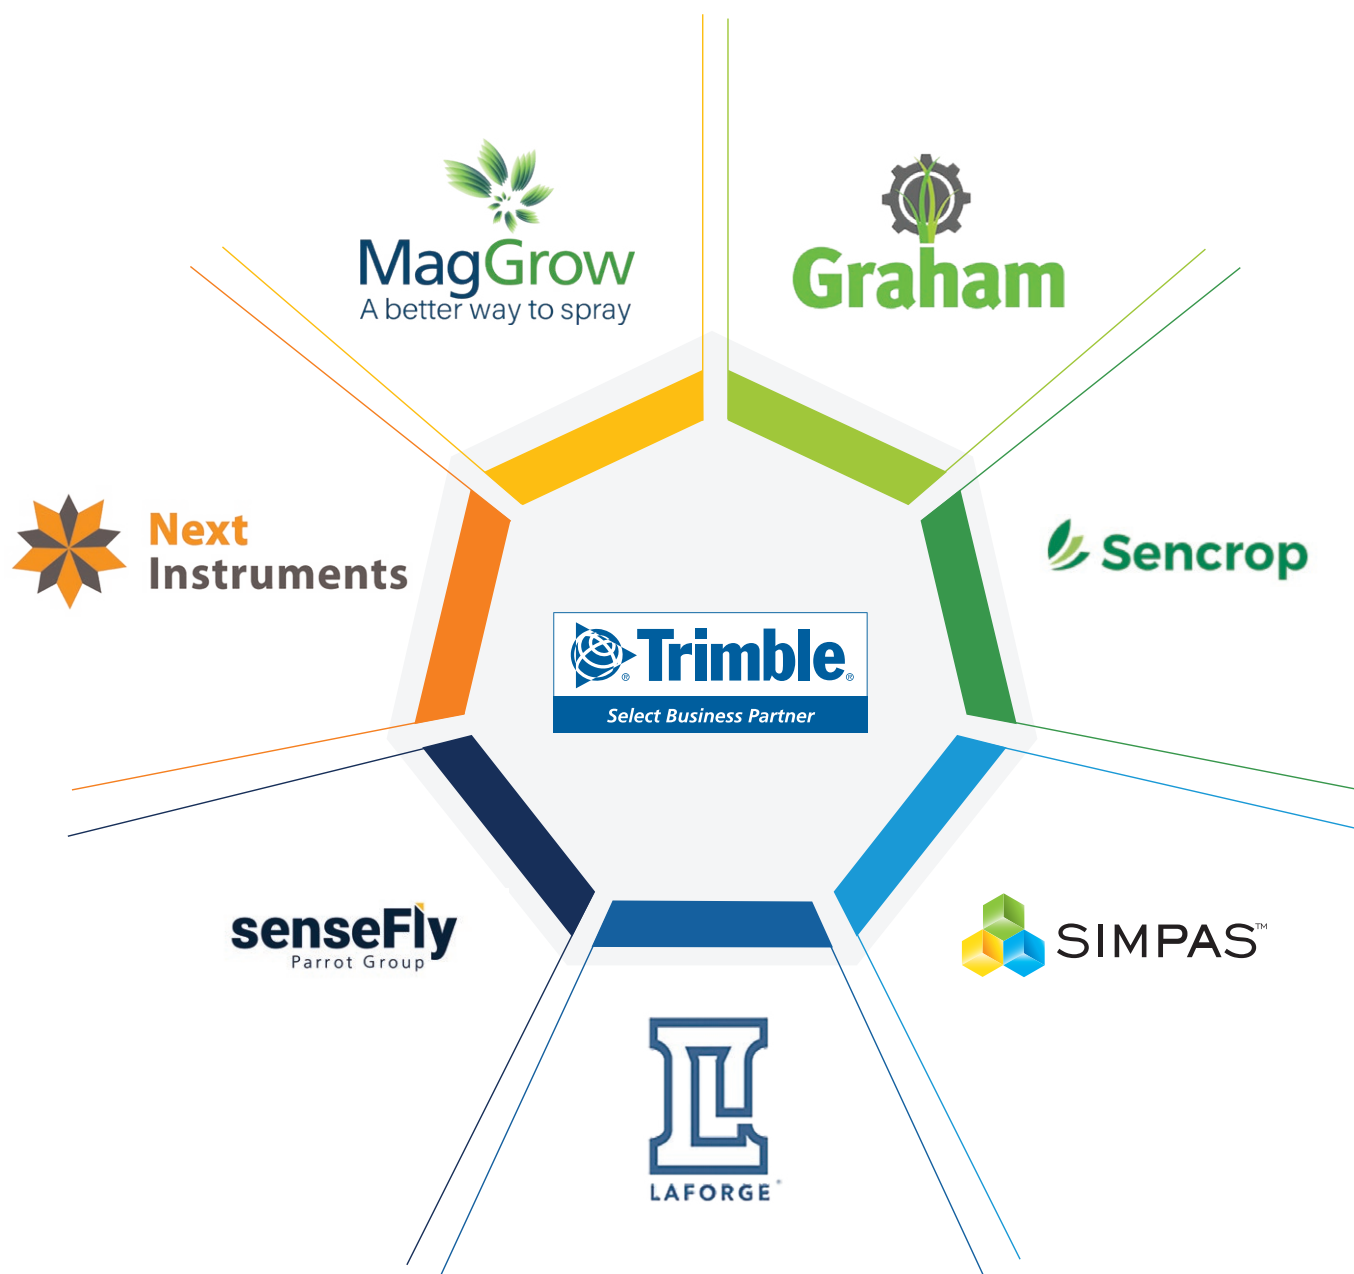 MagGrow
A better way to spray
Graham
Next
Instruments
Sencrop
® Trimble®
Select Business Partner
senseFly
Parrot Group
SIMPAS™
LAFORGE®